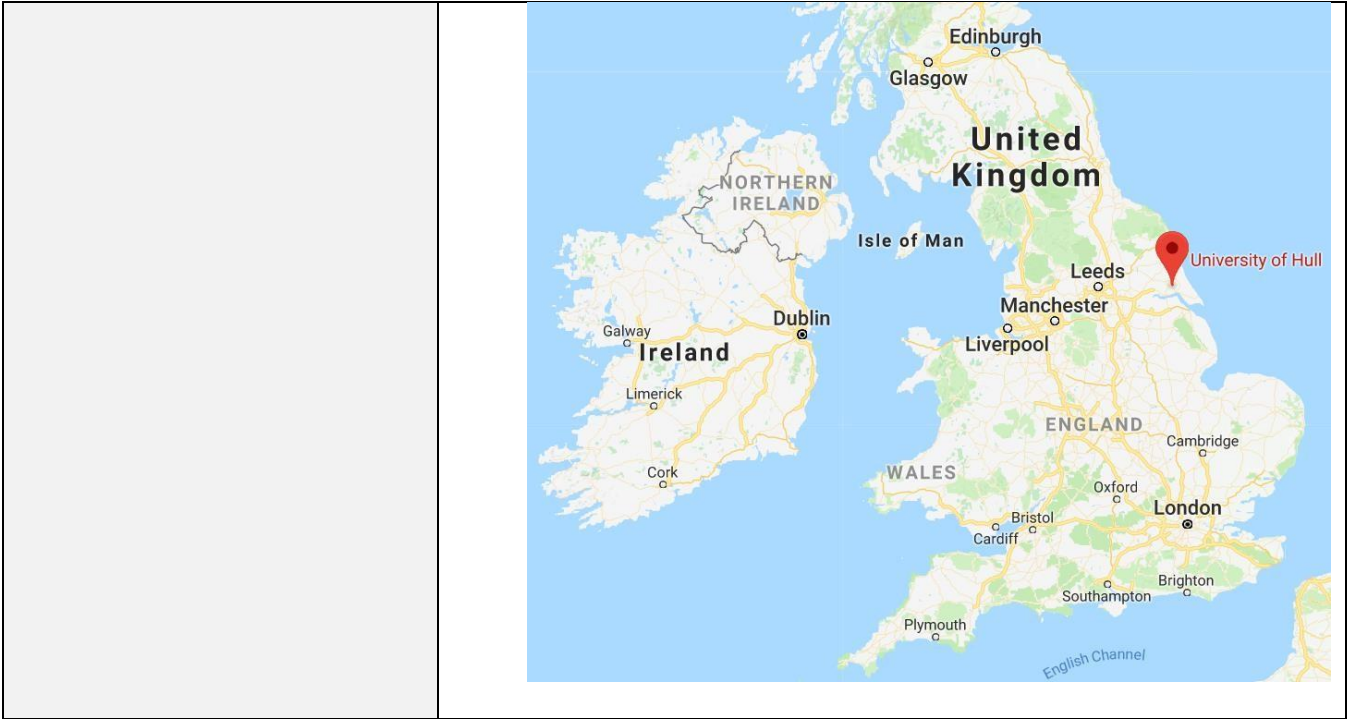 Edinburgh
Glasgow
United
Kingdom
NORTHERN
IRELAND
Isle of Man
University of Hull
Leeds
Manchester
Dublin
Galway
Liverpool
Ireland
Limerick
ENGLAND
Cambridge
Cork
WALES
Oxford
London
Bristol
Cardiff
Brighton
Southampton
Plymouth
English Channel